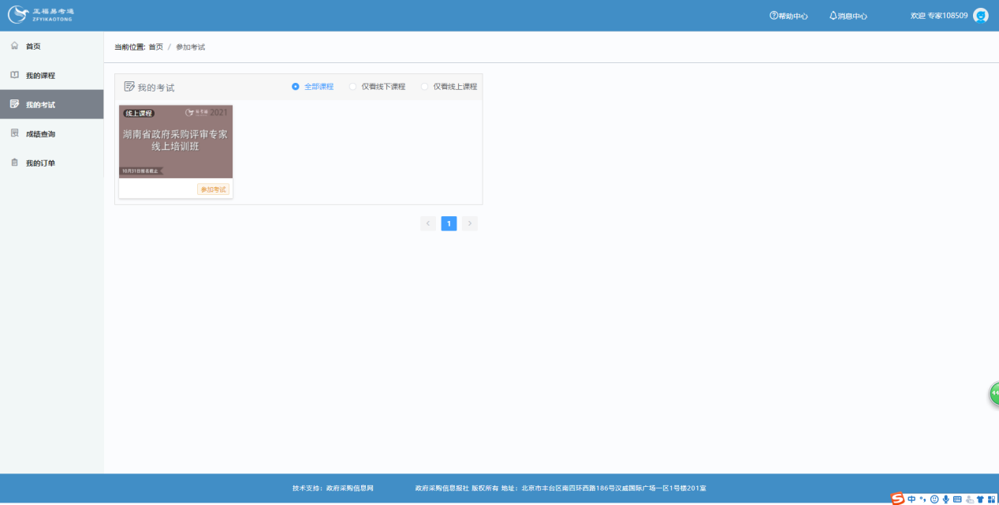 正福易考通
ZFYIKAOTONG
帮助中心
消息中心
欢迎 专家108509
首页
我的课程
我的考试
成绩查询
我的订单
当前位置: 首页 / 参加考试
我的考试
全部课程
仅看线下课程
仅看线上课程
线上课程
易考通 2021
湖南省政府采购评审专家
线上培训班
10月31日报名截止
参加考试
1
技术支持：政府采购信息网
政府采购信息报社 版权所有 地址：北京市丰台区南四环西路186号汉威国际广场一区1号楼201室
中
44